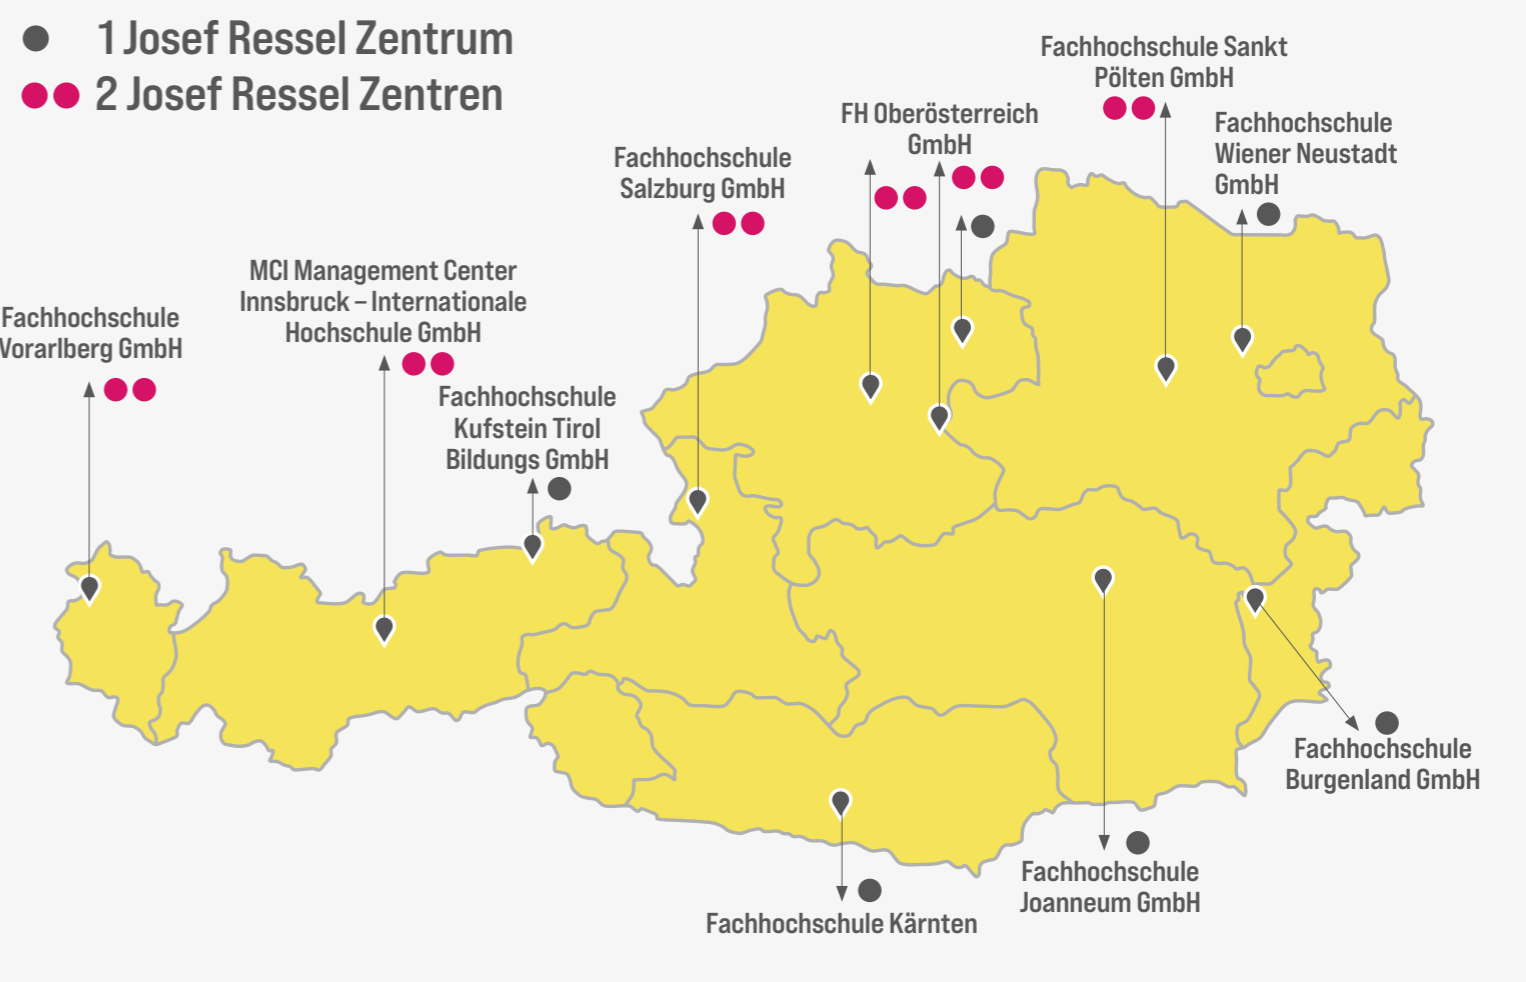 1 Josef Ressel Zentrum
2 Josef Ressel Zentren
Fachhochschule Sankt
Pölten GmbH
FH Oberösterreich
GmbH
Fachhochschule
Wiener Neustadt
GmbH
Fachhochschule
Salzburg GmbH
MCI Management Center
Innsbruck – Internationale
Hochschule GmbH
Fachhochschule
Vorarlberg GmbH
Fachhochschule
Kufstein Tirol
Bildungs GmbH
Fachhochschule
Burgenland GmbH
Fachhochschule
Joanneum GmbH
Fachhochschule Kärnten